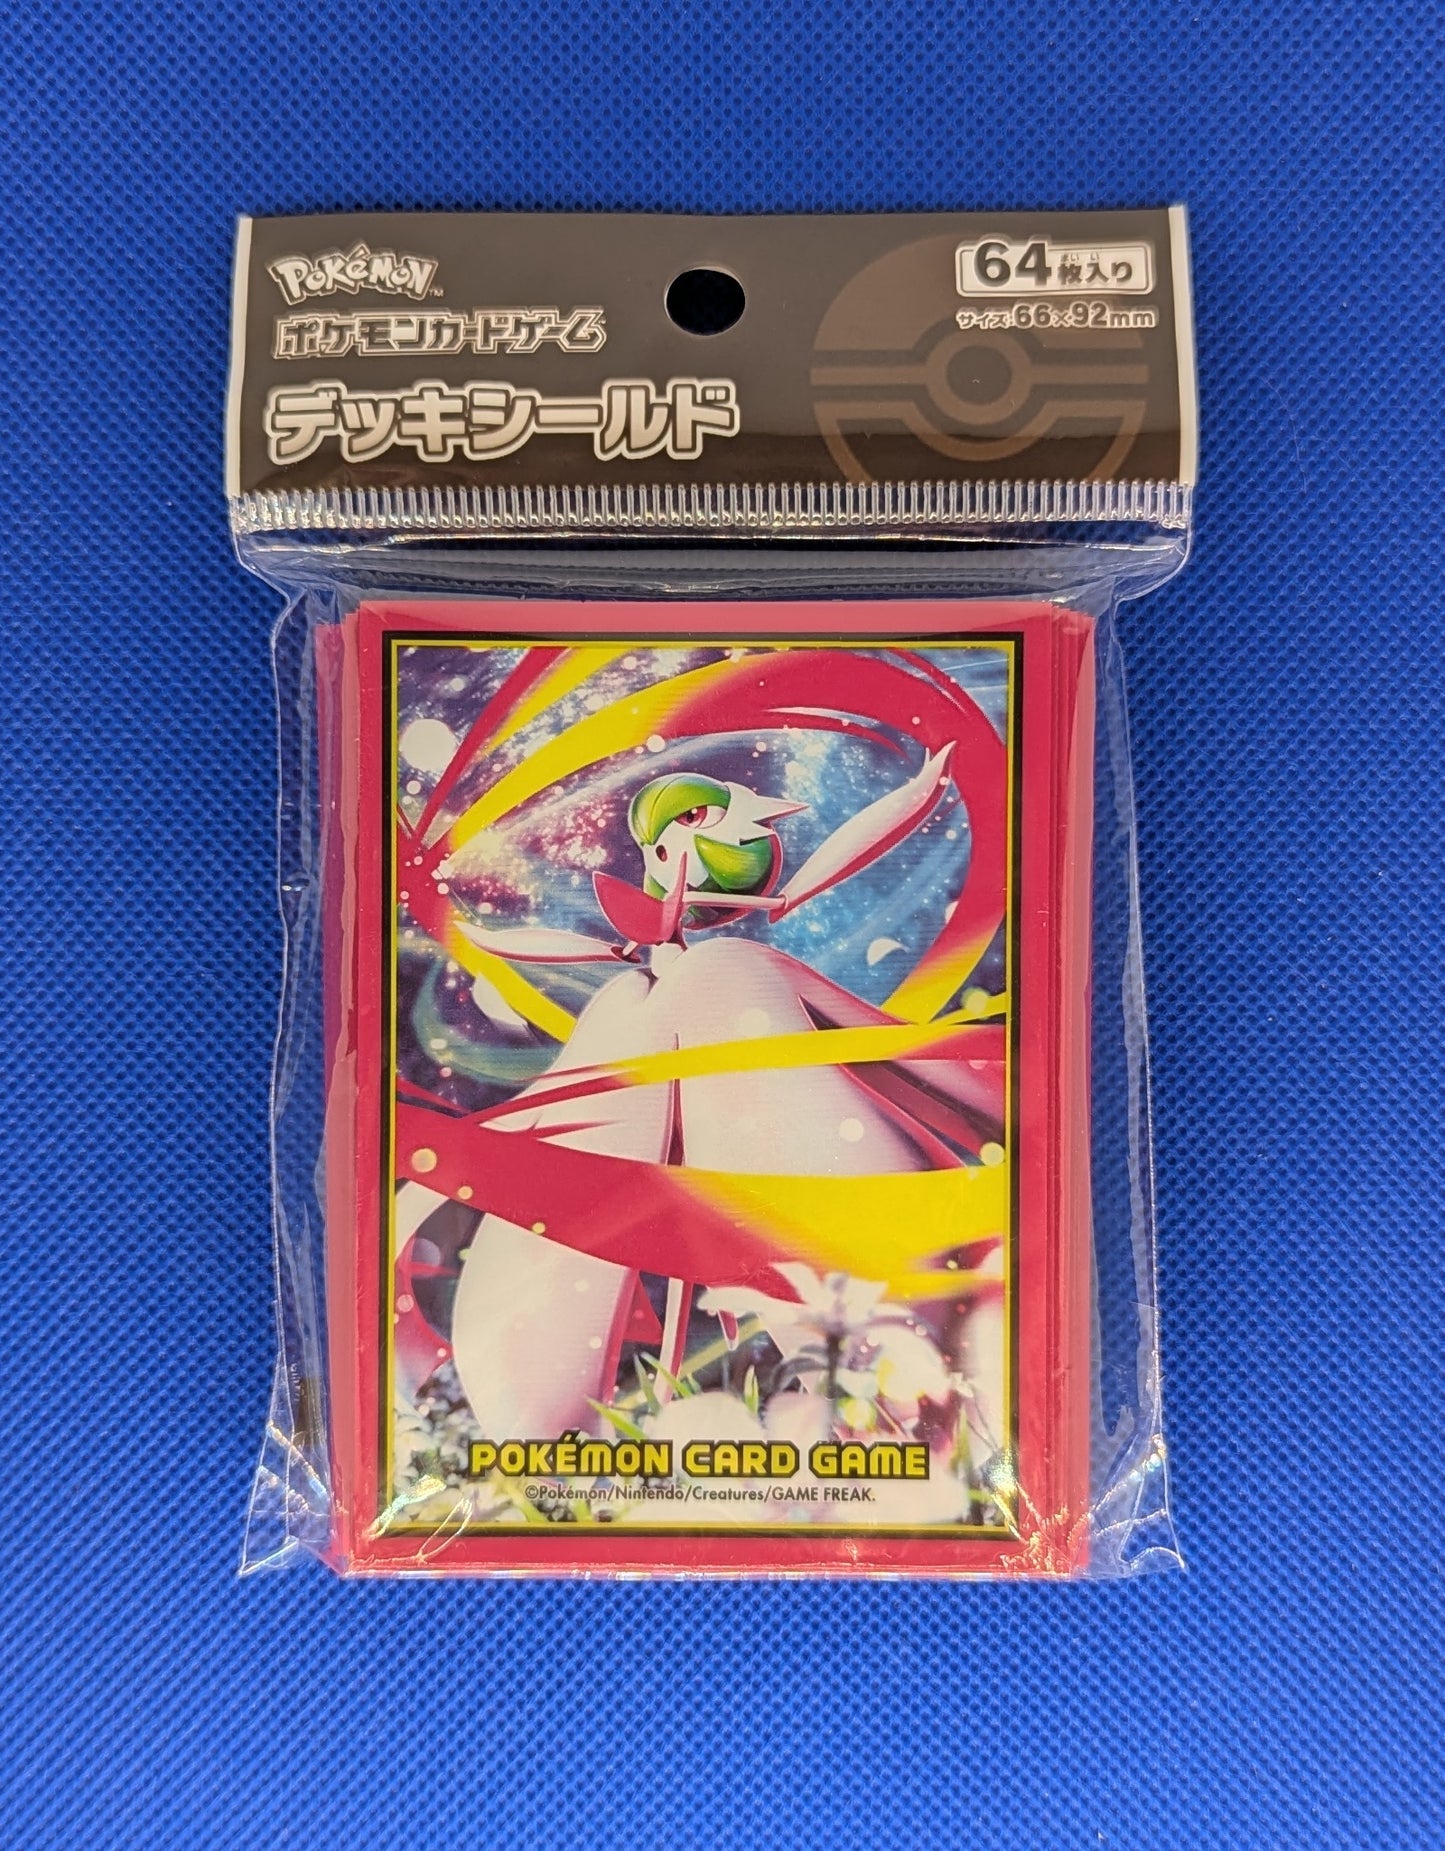 POKéMON™
ポケモンカードゲーム
デッキシールド
64枚入り
まい い
サイズ:66×92mm
POKÉMON CARD GAME
©Pokémon/Nintendo/Creatures/GAME FREAK.